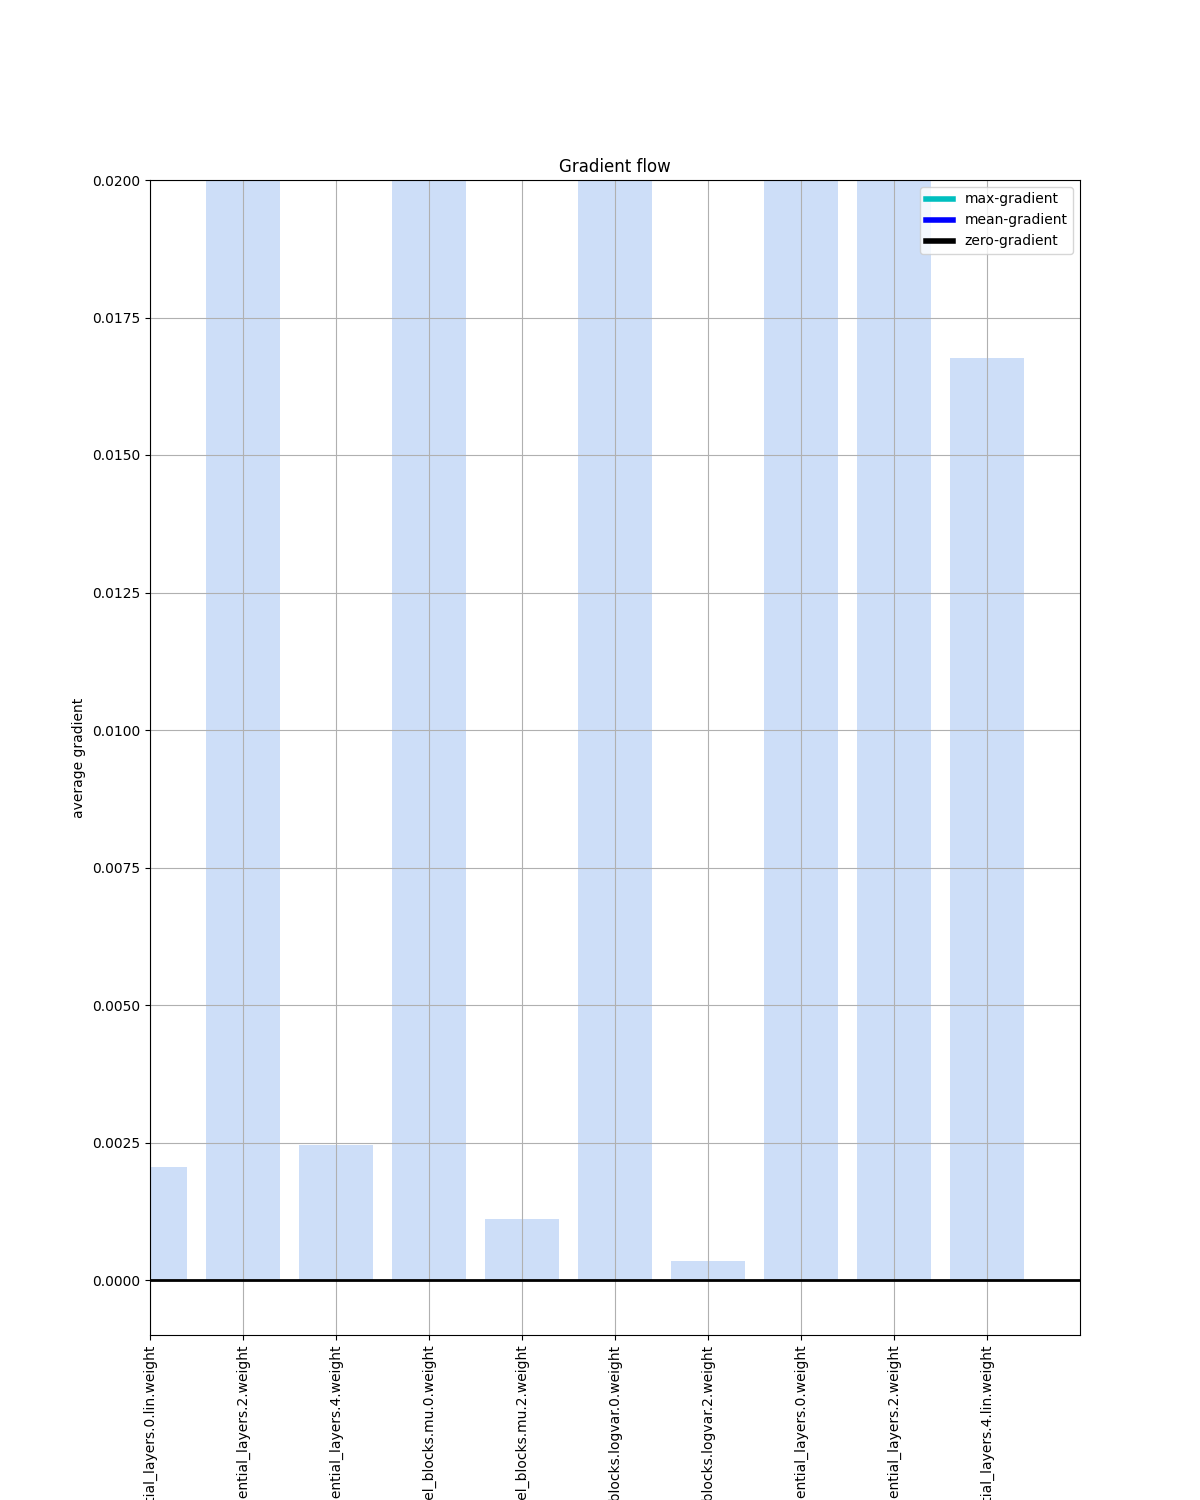 Gradient flow
max-gradient
mean-gradient
zero-gradient
0.0200
0.0175
0.0150
0.0125
0.0100
0.0075
0.0050
0.0025
0.0000
average gradient
tial_layers.0.lin.weight
ential_layers.2.weight
ential_layers.4.weight
el_blocks.mu.0.weight
el_blocks.mu.2.weight
blocks.logvar.0.weight
blocks.logvar.2.weight
ential_layers.0.weight
ential_layers.2.weight
tial_layers.4.lin.weight